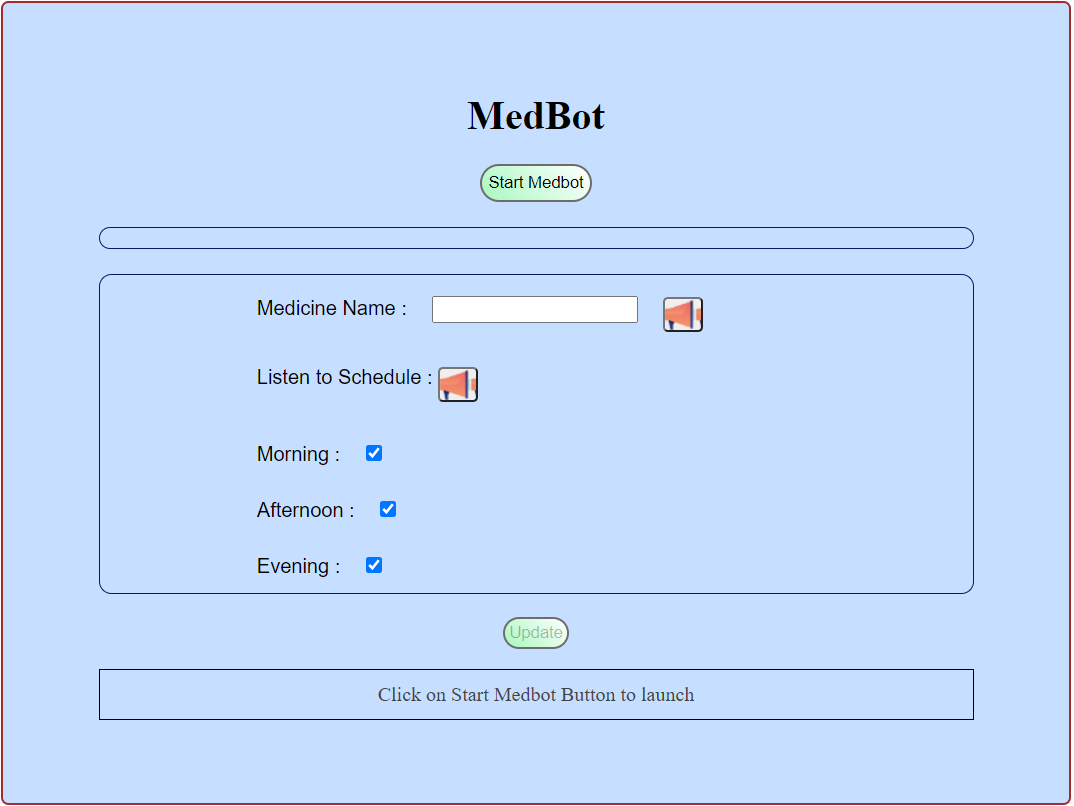 MedBot
Start Medbot
Medicine Name :
Listen to Schedule :
Morning :
Afternoon :
Evening :
Update
Click on Start Medbot Button to launch